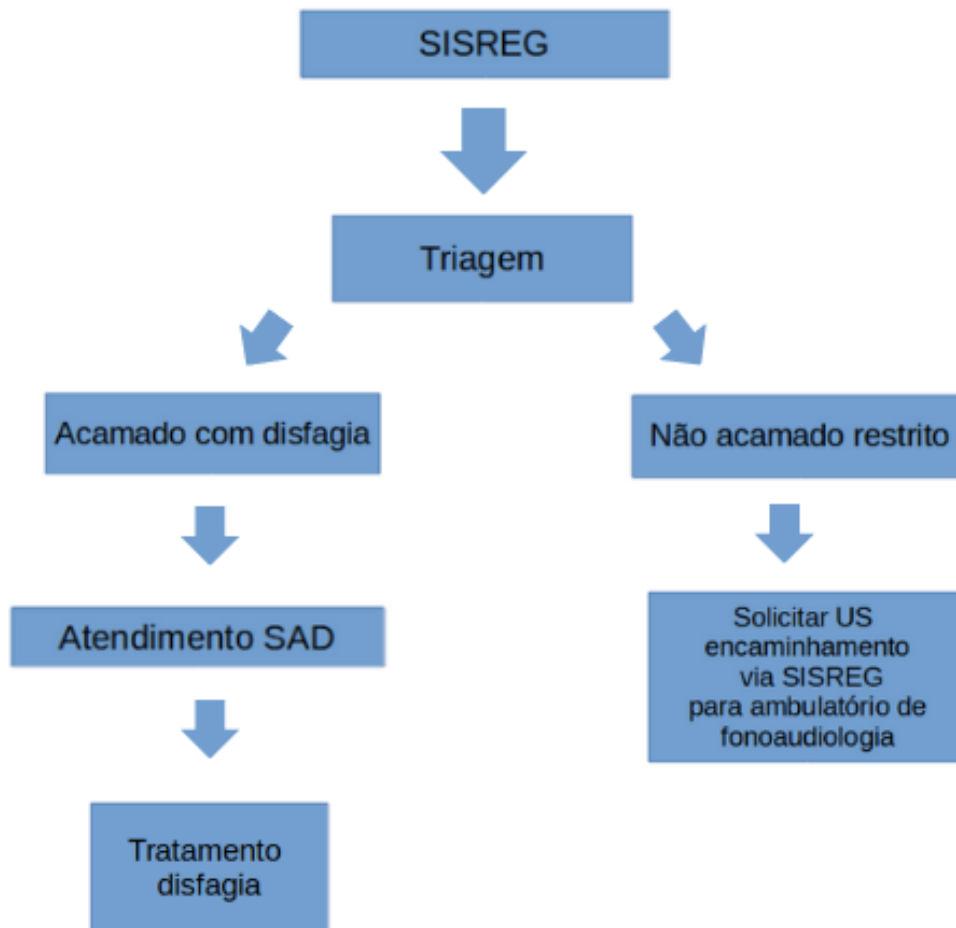 SISREG
Triagem
Acamado com disfagia
Não acamado restrito
Atendimento SAD
Solicitar US
encaminhamento
via SISREG
para ambulatório de
fonoaudiologia
Tratamento
disfagia